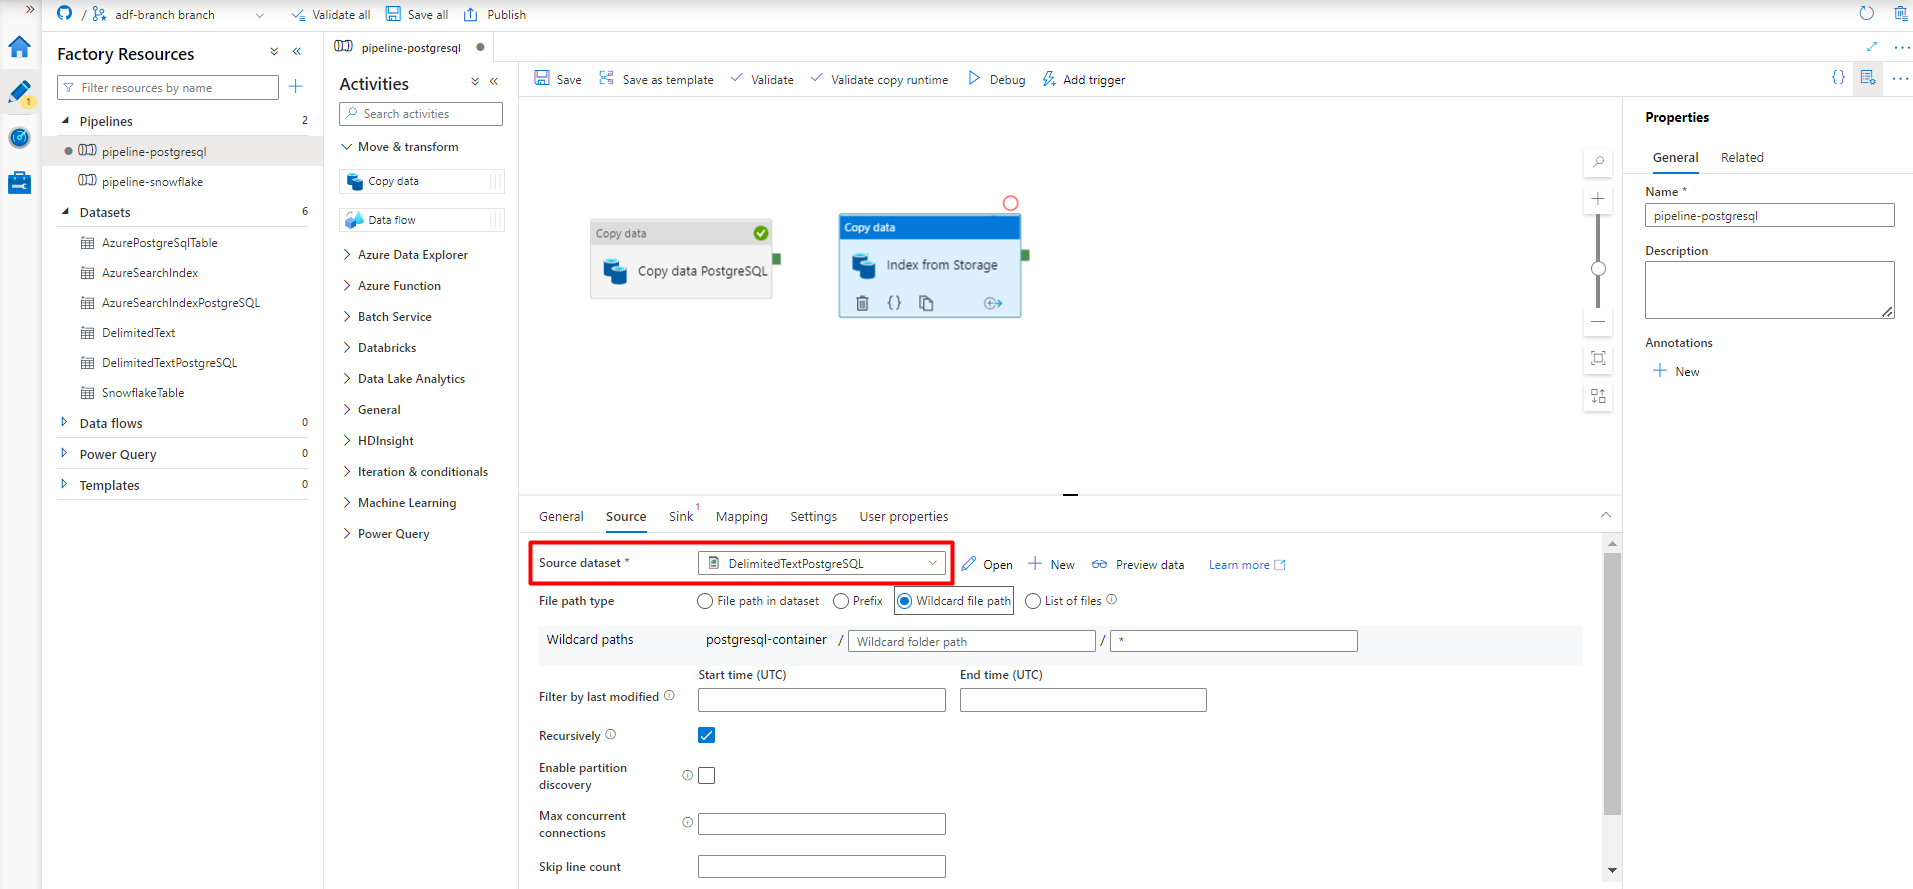 adf-branch branch
Validate all
Save all
Publish
/
1
Factory Resources
Filter resources by name
Pipelines 2
pipeline-postgresql
pipeline-snowflake
Datasets 6
AzurePostgreSqlTable
AzureSearchIndex
AzureSearchIndexPostgreSQL
DelimitedText
DelimitedTextPostgreSQL
SnowflakeTable
Data flows 0
Power Query 0
Templates 0
pipeline-postgresql
Activities
Search activities
Move & transform
Copy data
Data flow
Azure Data Explorer
Azure Function
Batch Service
Databricks
Data Lake Analytics
General
HDInsight
Iteration & conditionals
Machine Learning
Power Query
Save
Save as template
Validate
Validate copy runtime
Debug
Add trigger
Copy data
Copy data PostgreSQL
Copy data
Index from Storage
General
Source
Sink 1
Mapping
Settings
User properties
Source dataset *
DelimitedTextPostgreSQL
Open
New
Preview data
Learn more
File path type
File path in dataset
Prefix
Wildcard file path
List of files
Wildcard paths
postgresql-container / Wildcard folder path / *
Start time (UTC)
End time (UTC)
Filter by last modified
Recursively
Enable partition
discovery
Max concurrent
connections
Skip line count
Properties
General
Related
Name *
pipeline-postgresql
Description
Annotations
New